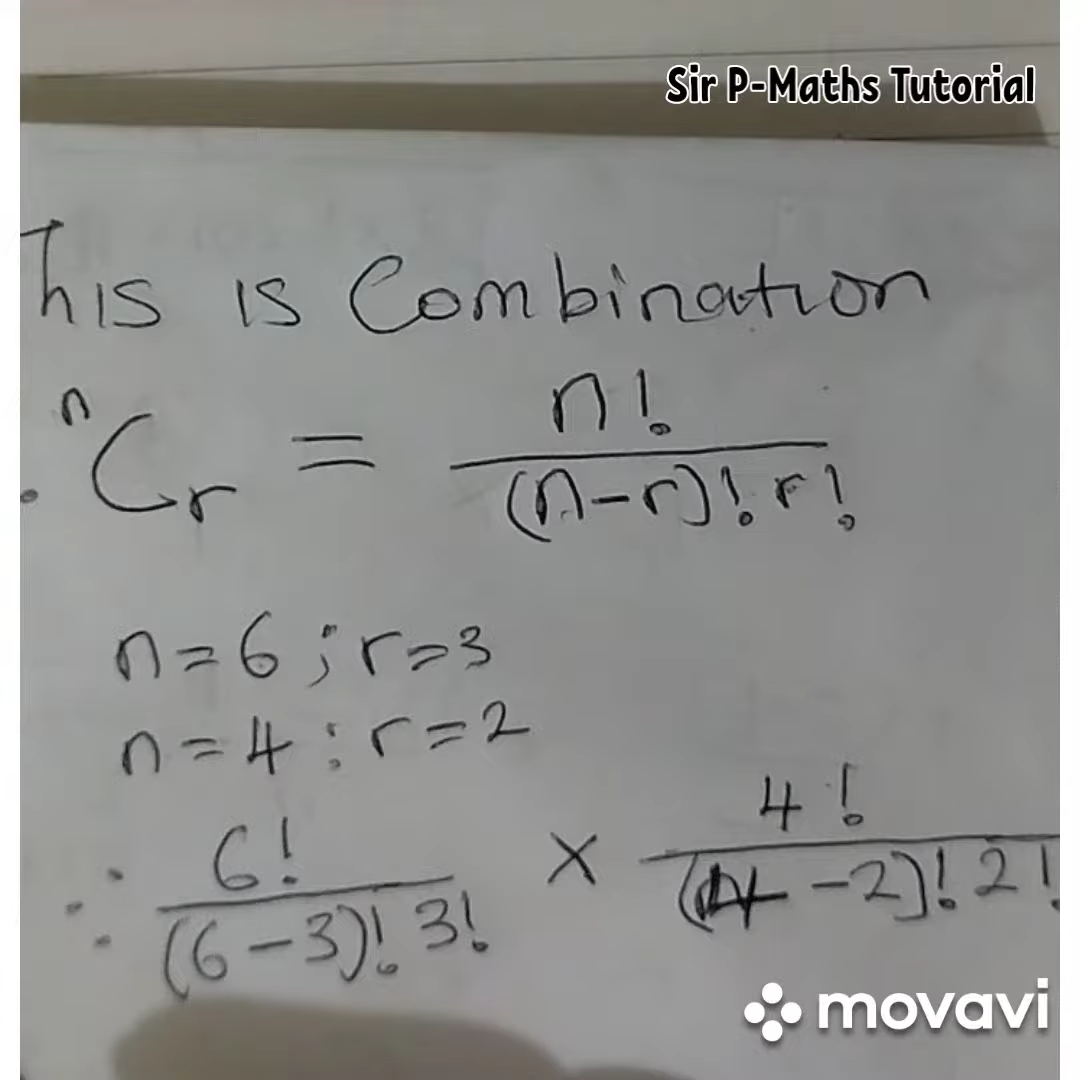 Sir P-Maths Tutorial
This is Combination
ⁿCᵣ = n! / (n-r)! r!
n=6 ; r=3
n=4 : r=2
∴ 6! / (6-3)! 3! × 4! / (4-2)! 2!
movavi